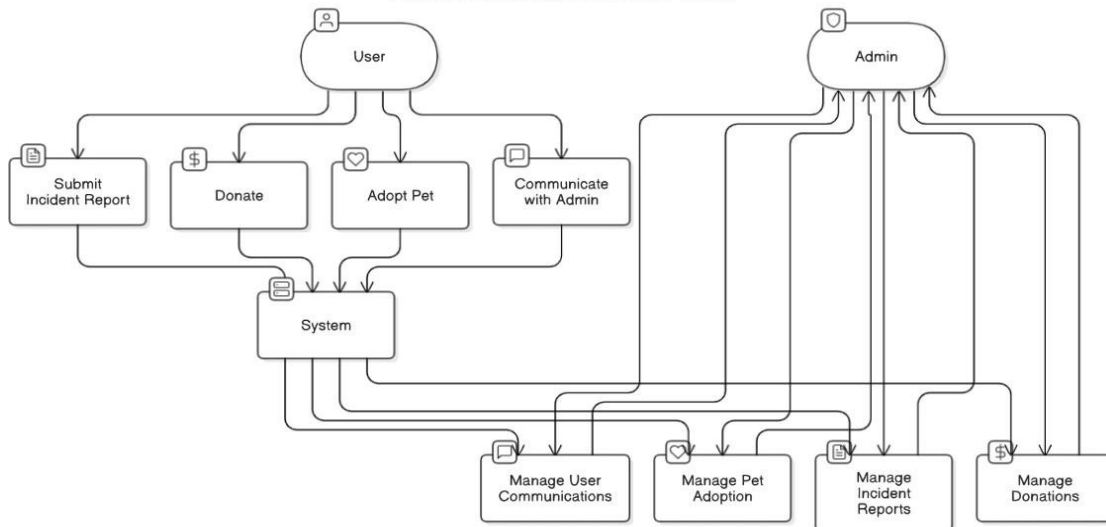 User
Admin
Submit
Incident Report
Donate
Adopt Pet
Communicate
with Admin
System
Manage User
Communications
Manage Pet
Adoption
Manage
Incident
Reports
Manage
Donations